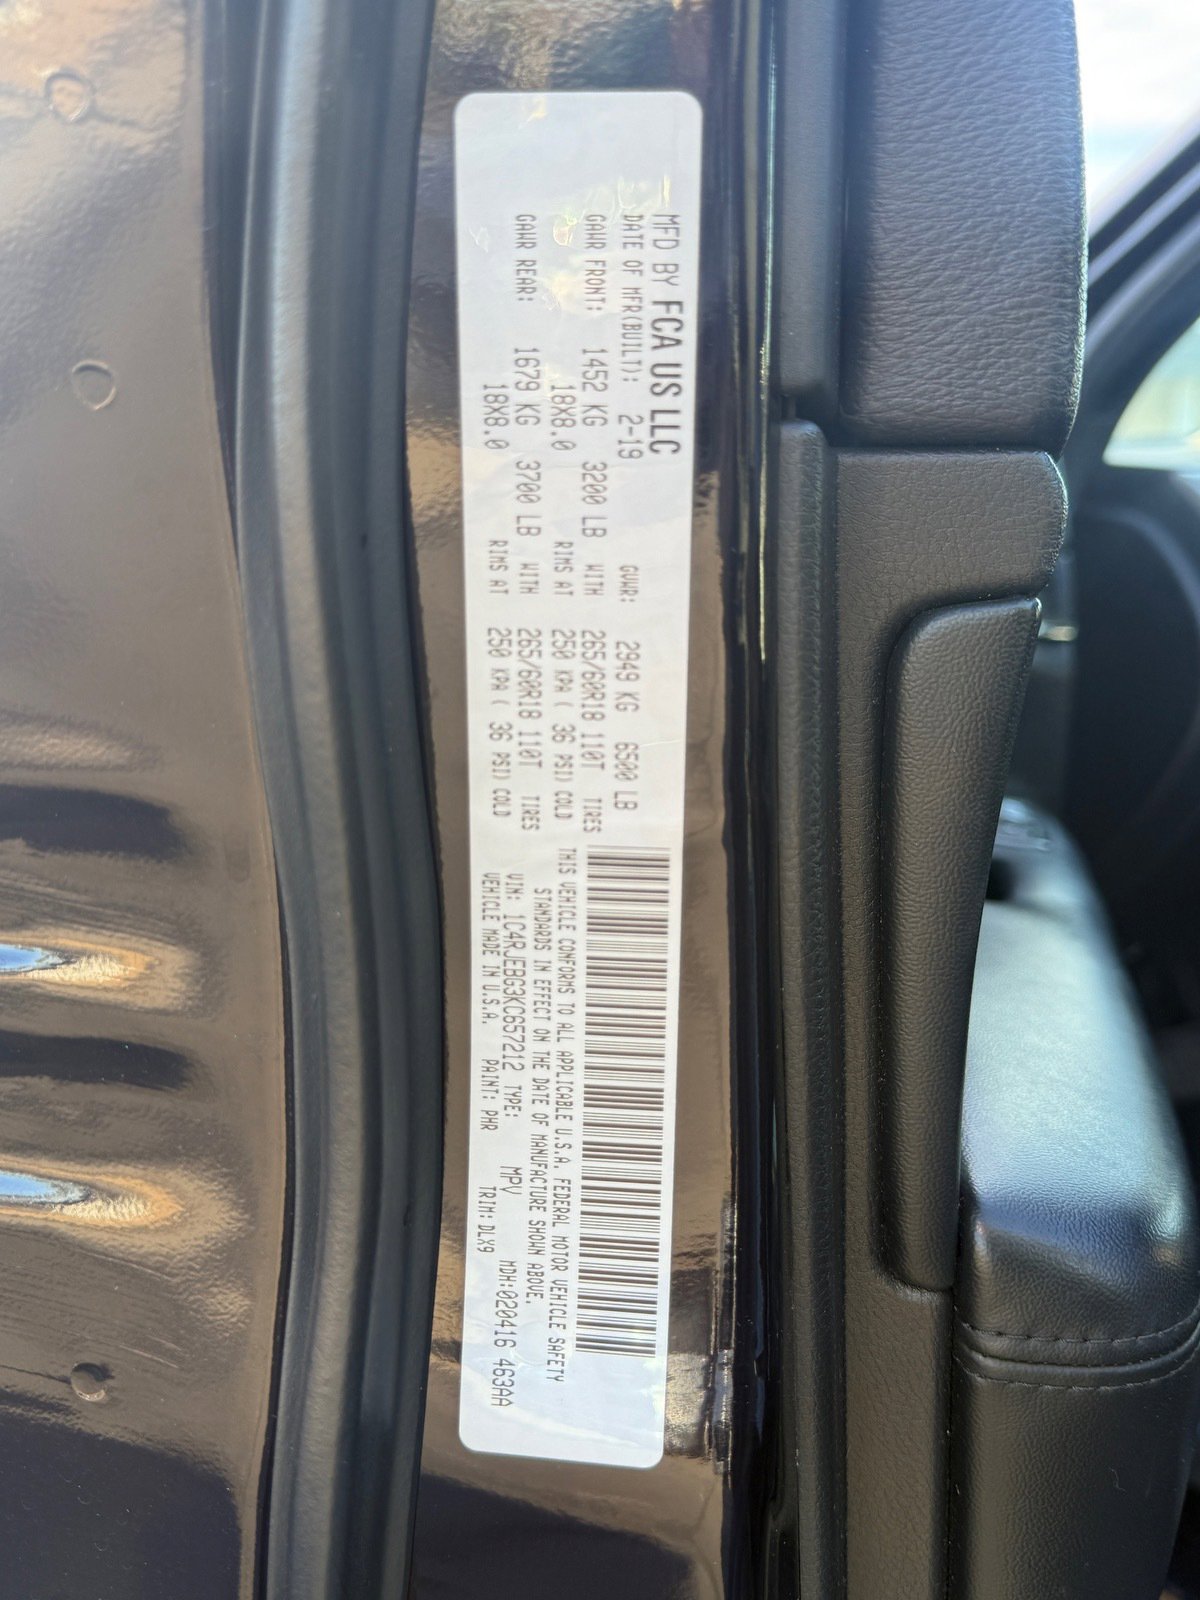 MFD BY FCA US LLC
DATE OF MFR(BUILT): 2-19 GVWR: 2949 KG 6500 LB
GAWR FRONT: 1452 KG 3200 LB WITH 265/60R18 110T TIRES
18X8.0 RIMS AT 250 KPA ( 36 PSI) COLD
GAWR REAR: 1679 KG 3700 LB WITH 265/60R18 110T TIRES
18X8.0 RIMS AT 250 KPA ( 36 PSI) COLD
THIS VEHICLE CONFORMS TO ALL APPLICABLE U.S.A. FEDERAL MOTOR VEHICLE SAFETY
STANDARDS IN EFFECT ON THE DATE OF MANUFACTURE SHOWN ABOVE.
VIN: 1C4RJEBG3KC657212 TYPE: MPV MDH:020416 463AA
VEHICLE MADE IN U.S.A. PAINT: PHR TRIM: DLX9